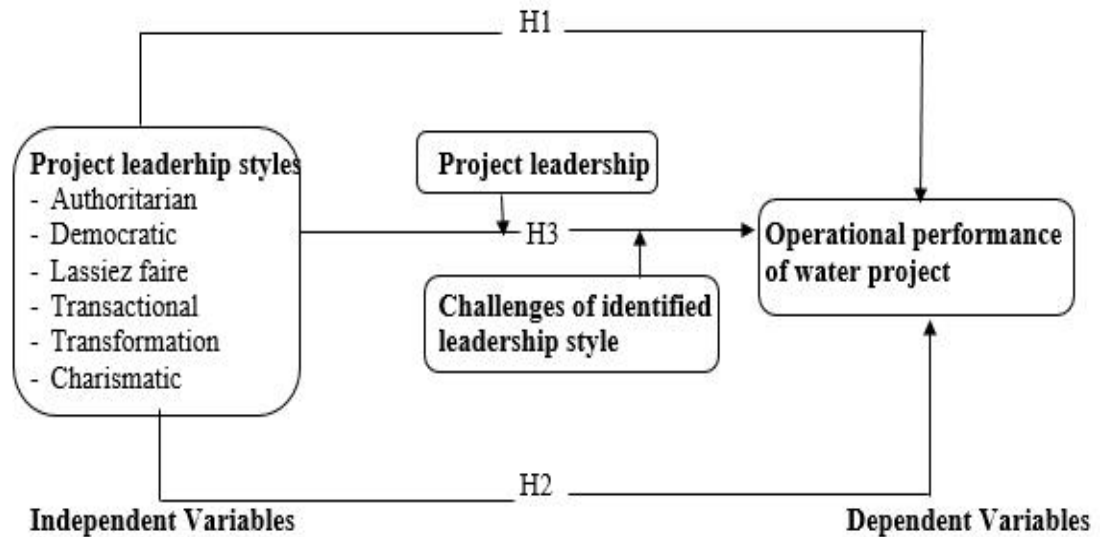 H1
Project leaderhip styles
- Authoritarian
- Democratic
- Lassiez faire
- Transactional
- Transformation
- Charismatic
Project leadership
H3
Challenges of identified
leadership style
Operational performance
of water project
H2
Independent Variables
Dependent Variables